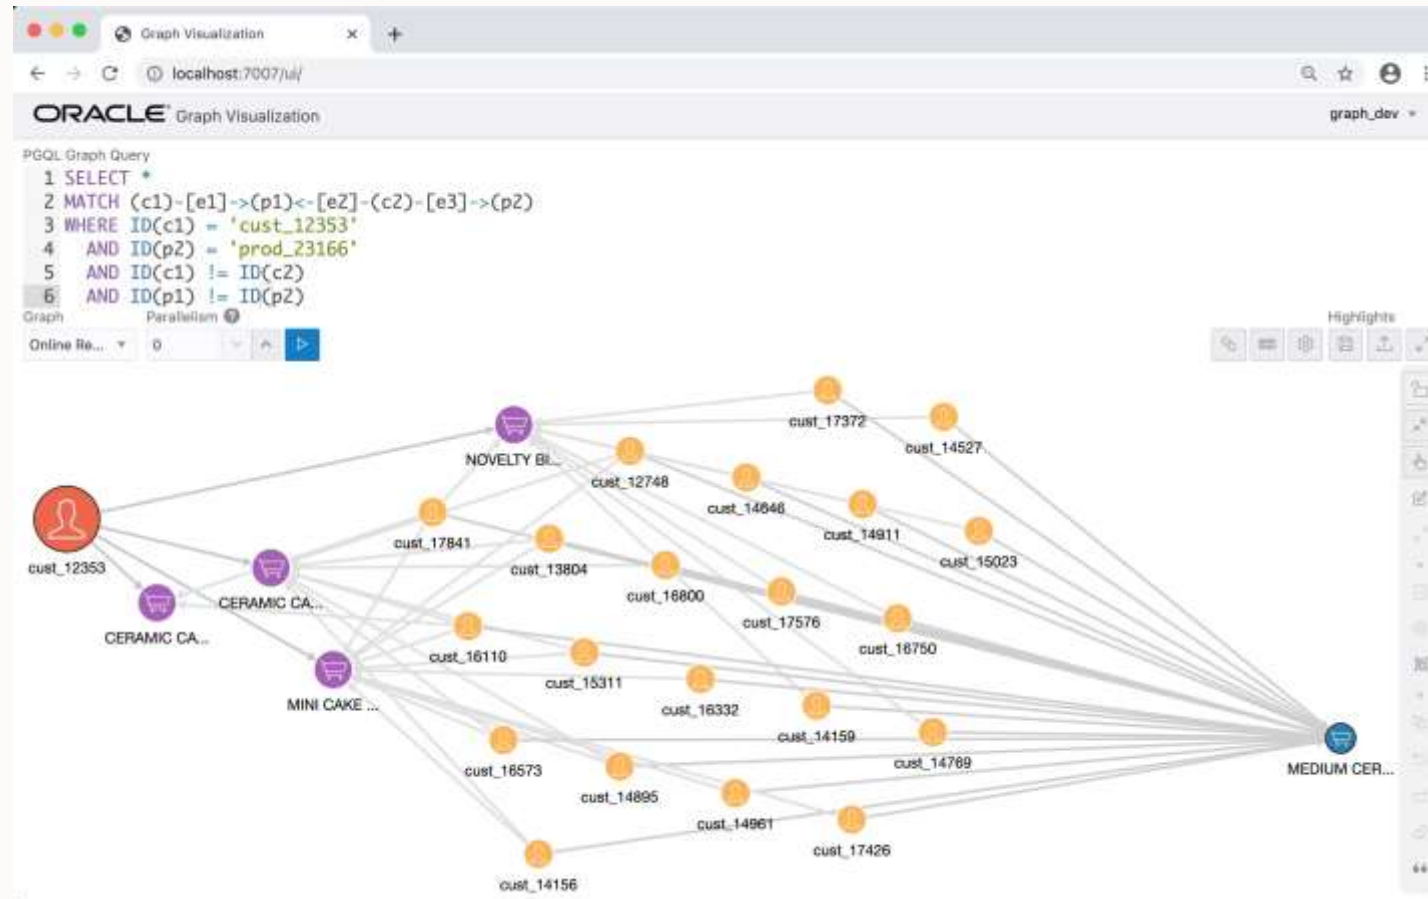 Graph Visualization
localhost:7007/ui/
ORACLE Graph Visualization
graph_dev
PGQL Graph Query
1 SELECT *
2 MATCH (c1)-[e1]->(p1)<-[e2]-(c2)-[e3]->(p2)
3 WHERE ID(c1) = 'cust_12353'
4 AND ID(p2) = 'prod_23166'
5 AND ID(c1) != ID(c2)
6 AND ID(p1) != ID(p2)
Graph Parallelism ?
Highlights
Online Re... 0
cust_17372
cust_14527
NOVELTY BI...
cust_12748
cust_14646
cust_14911
cust_15023
cust_17841
cust_13804
cust_12353
cust_16800
cust_17576
cust_16750
CERAMIC CA...
CERAMIC CA...
cust_16110
cust_15311
cust_16332
cust_14159
cust_14769
MINI CAKE ...
MEDIUM CER...
cust_16573
cust_14895
cust_14961
cust_17426
cust_14156